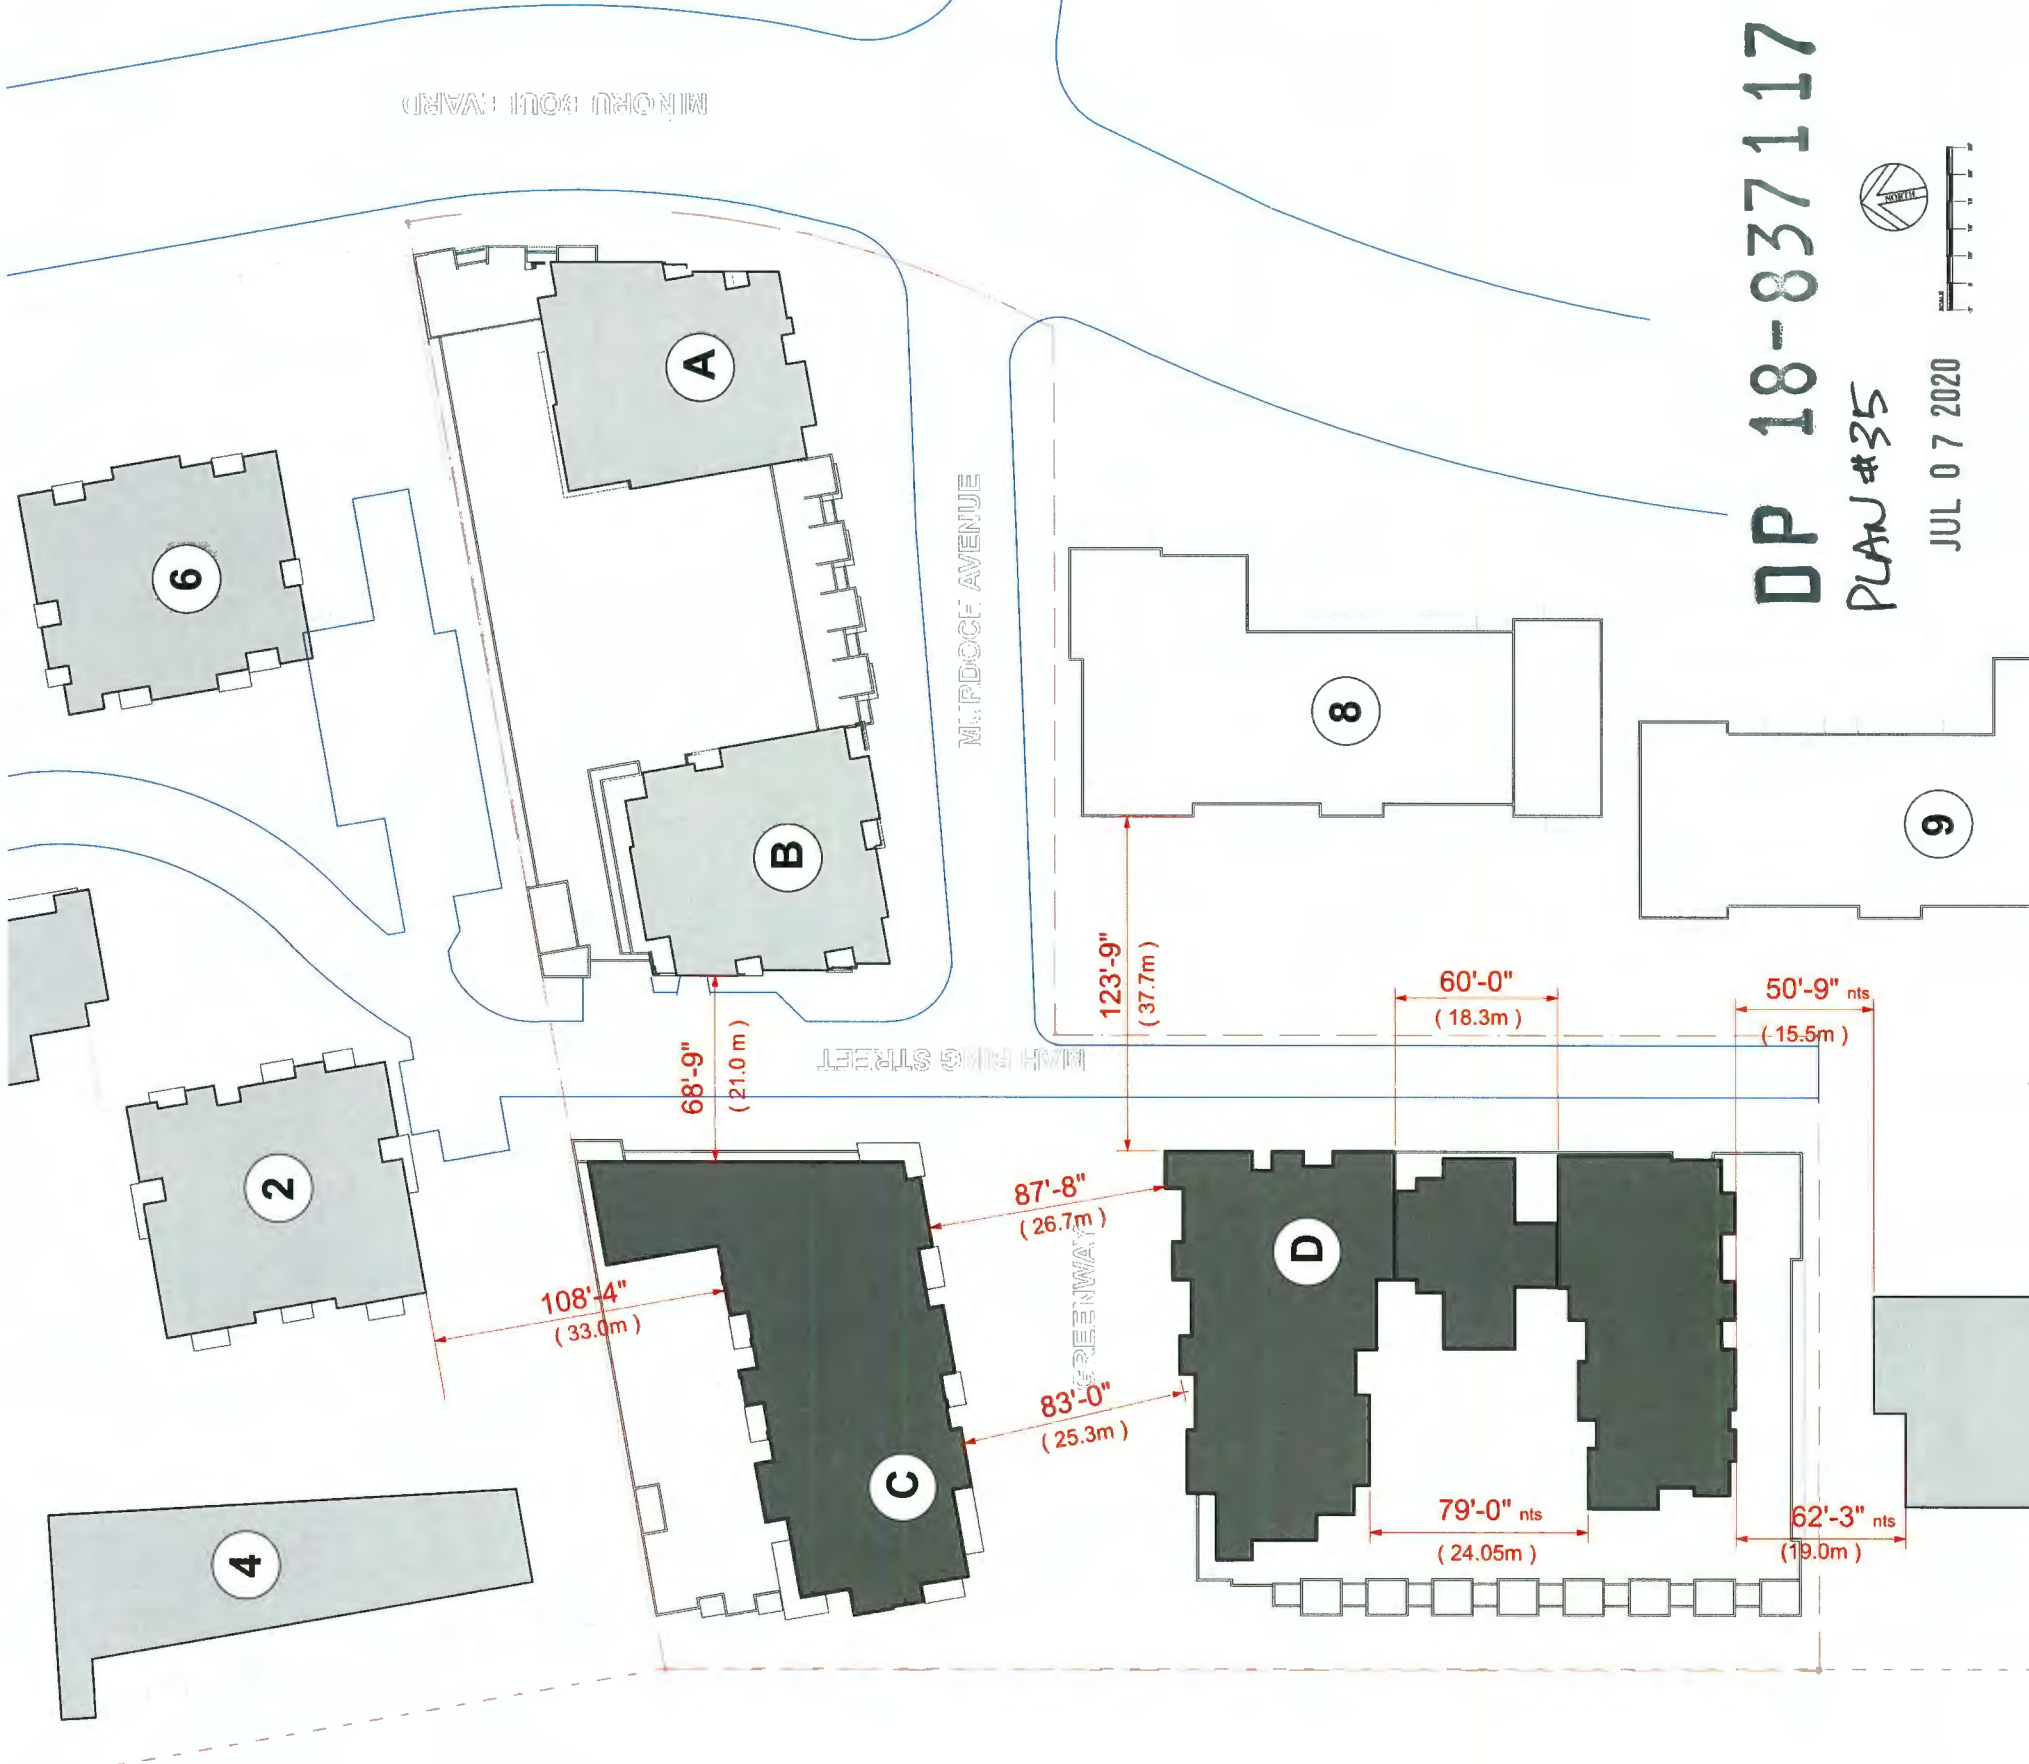 MINORU BOULEVARD
A
6
MURDOCH AVENUE
B
8
9
2
68'-9"
( 21.0 m )
123'-9"
( 37.7m )
60'-0"
( 18.3m )
50'-9" nts
( 15.5m )
STREET
87'-8"
( 26.7m )
GREENWAY
D
108'-4"
( 33.0m )
83'-0"
( 25.3m )
C
4
79'-0" nts
( 24.05m )
62'-3" nts
(19.0m )
DP 18-837117
PLAN #35
JUL 07 2020
NORTH
SCALE